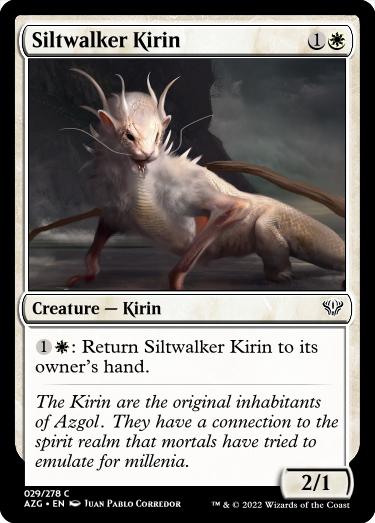 Siltwalker Kirin 1
Creature — Kirin
1 : Return Siltwalker Kirin to its
owner's hand.
The Kirin are the original inhabitants
of Azgol. They have a connection to the
spirit realm that mortals have tried to
emulate for millenia.
2/1
029/278 C
AZG • EN Juan Pablo Corredor ™ & © 2022 Wizards of the Coast